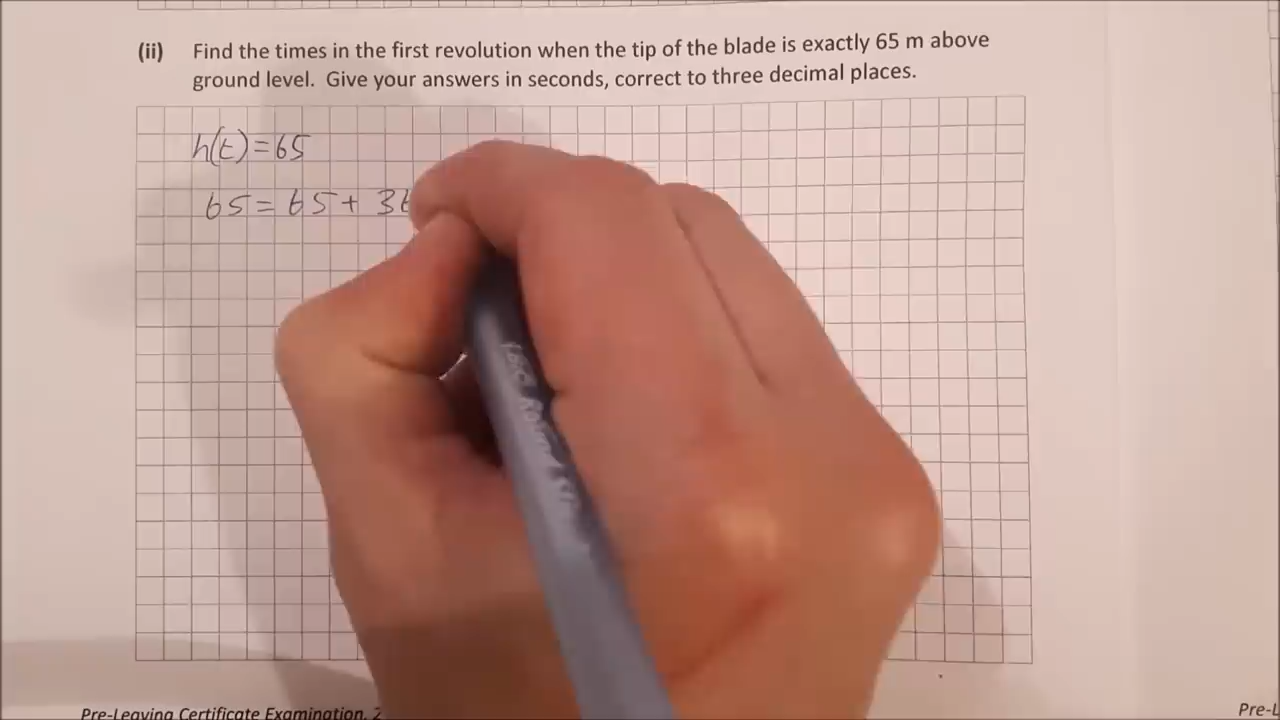 (ii) Find the times in the first revolution when the tip of the blade is exactly 65 m above
ground level. Give your answers in seconds, correct to three decimal places.
h(t)=65
65 = 65 + 36
Pre-Leaving Certificate Examination, 2
Pre-L